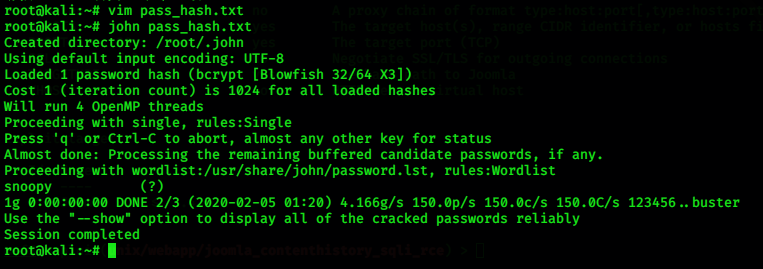 root@kali:~# vim pass_hash.txt
root@kali:~# john pass_hash.txt
Created directory: /root/.john
Using default input encoding: UTF-8
Loaded 1 password hash (bcrypt [Blowfish 32/64 X3])
Cost 1 (iteration count) is 1024 for all loaded hashes
Will run 4 OpenMP threads
Proceeding with single, rules:Single
Press 'q' or Ctrl-C to abort, almost any other key for status
Almost done: Processing the remaining buffered candidate passwords, if any.
Proceeding with wordlist:/usr/share/john/password.lst, rules:Wordlist
snoopy           (?)
1g 0:00:00:00 DONE 2/3 (2020-02-05 01:20) 4.166g/s 150.0p/s 150.0c/s 150.0C/s 123456..buster
Use the "--show" option to display all of the cracked passwords reliably
Session completed
root@kali:~#